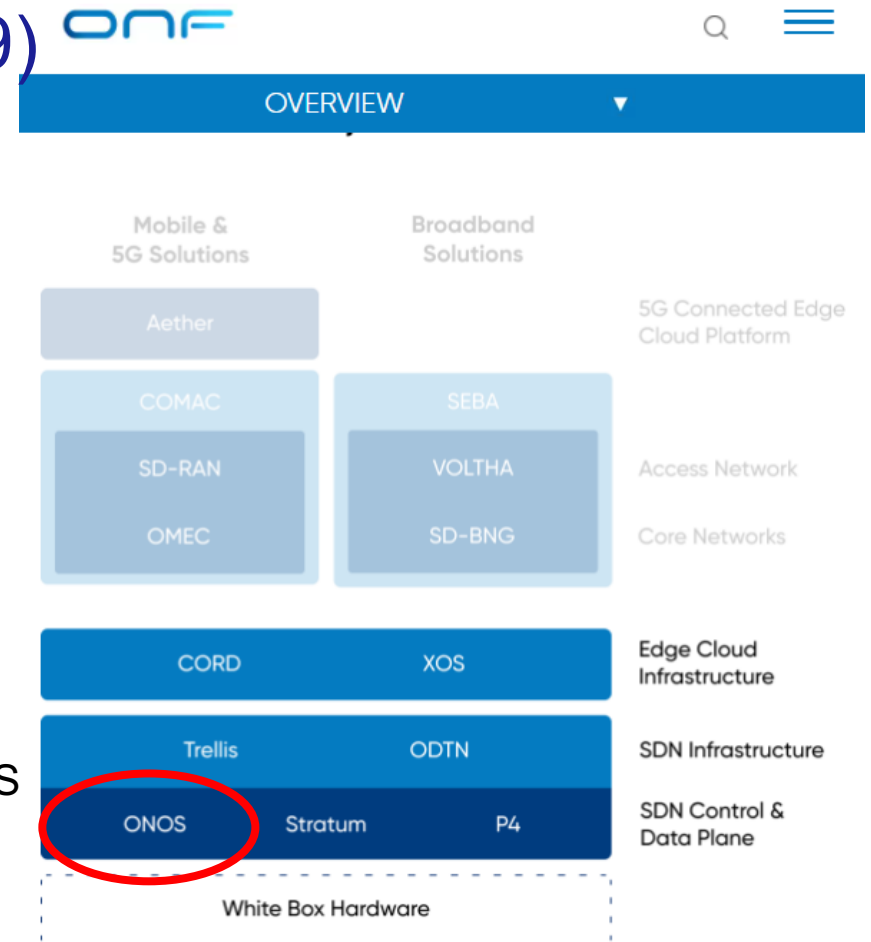 9)
ONF
OVERVIEW ▼
Mobile &
5G Solutions
Broadband
Solutions
Aether
5G Connected Edge
Cloud Platform
COMAC
SEBA
SD-RAN
VOLTHA
Access Network
OMEC
SD-BNG
Core Networks
CORD
XOS
Edge Cloud
Infrastructure
Trellis
ODTN
SDN Infrastructure
s
ONOS
Stratum
P4
SDN Control &
Data Plane
White Box Hardware